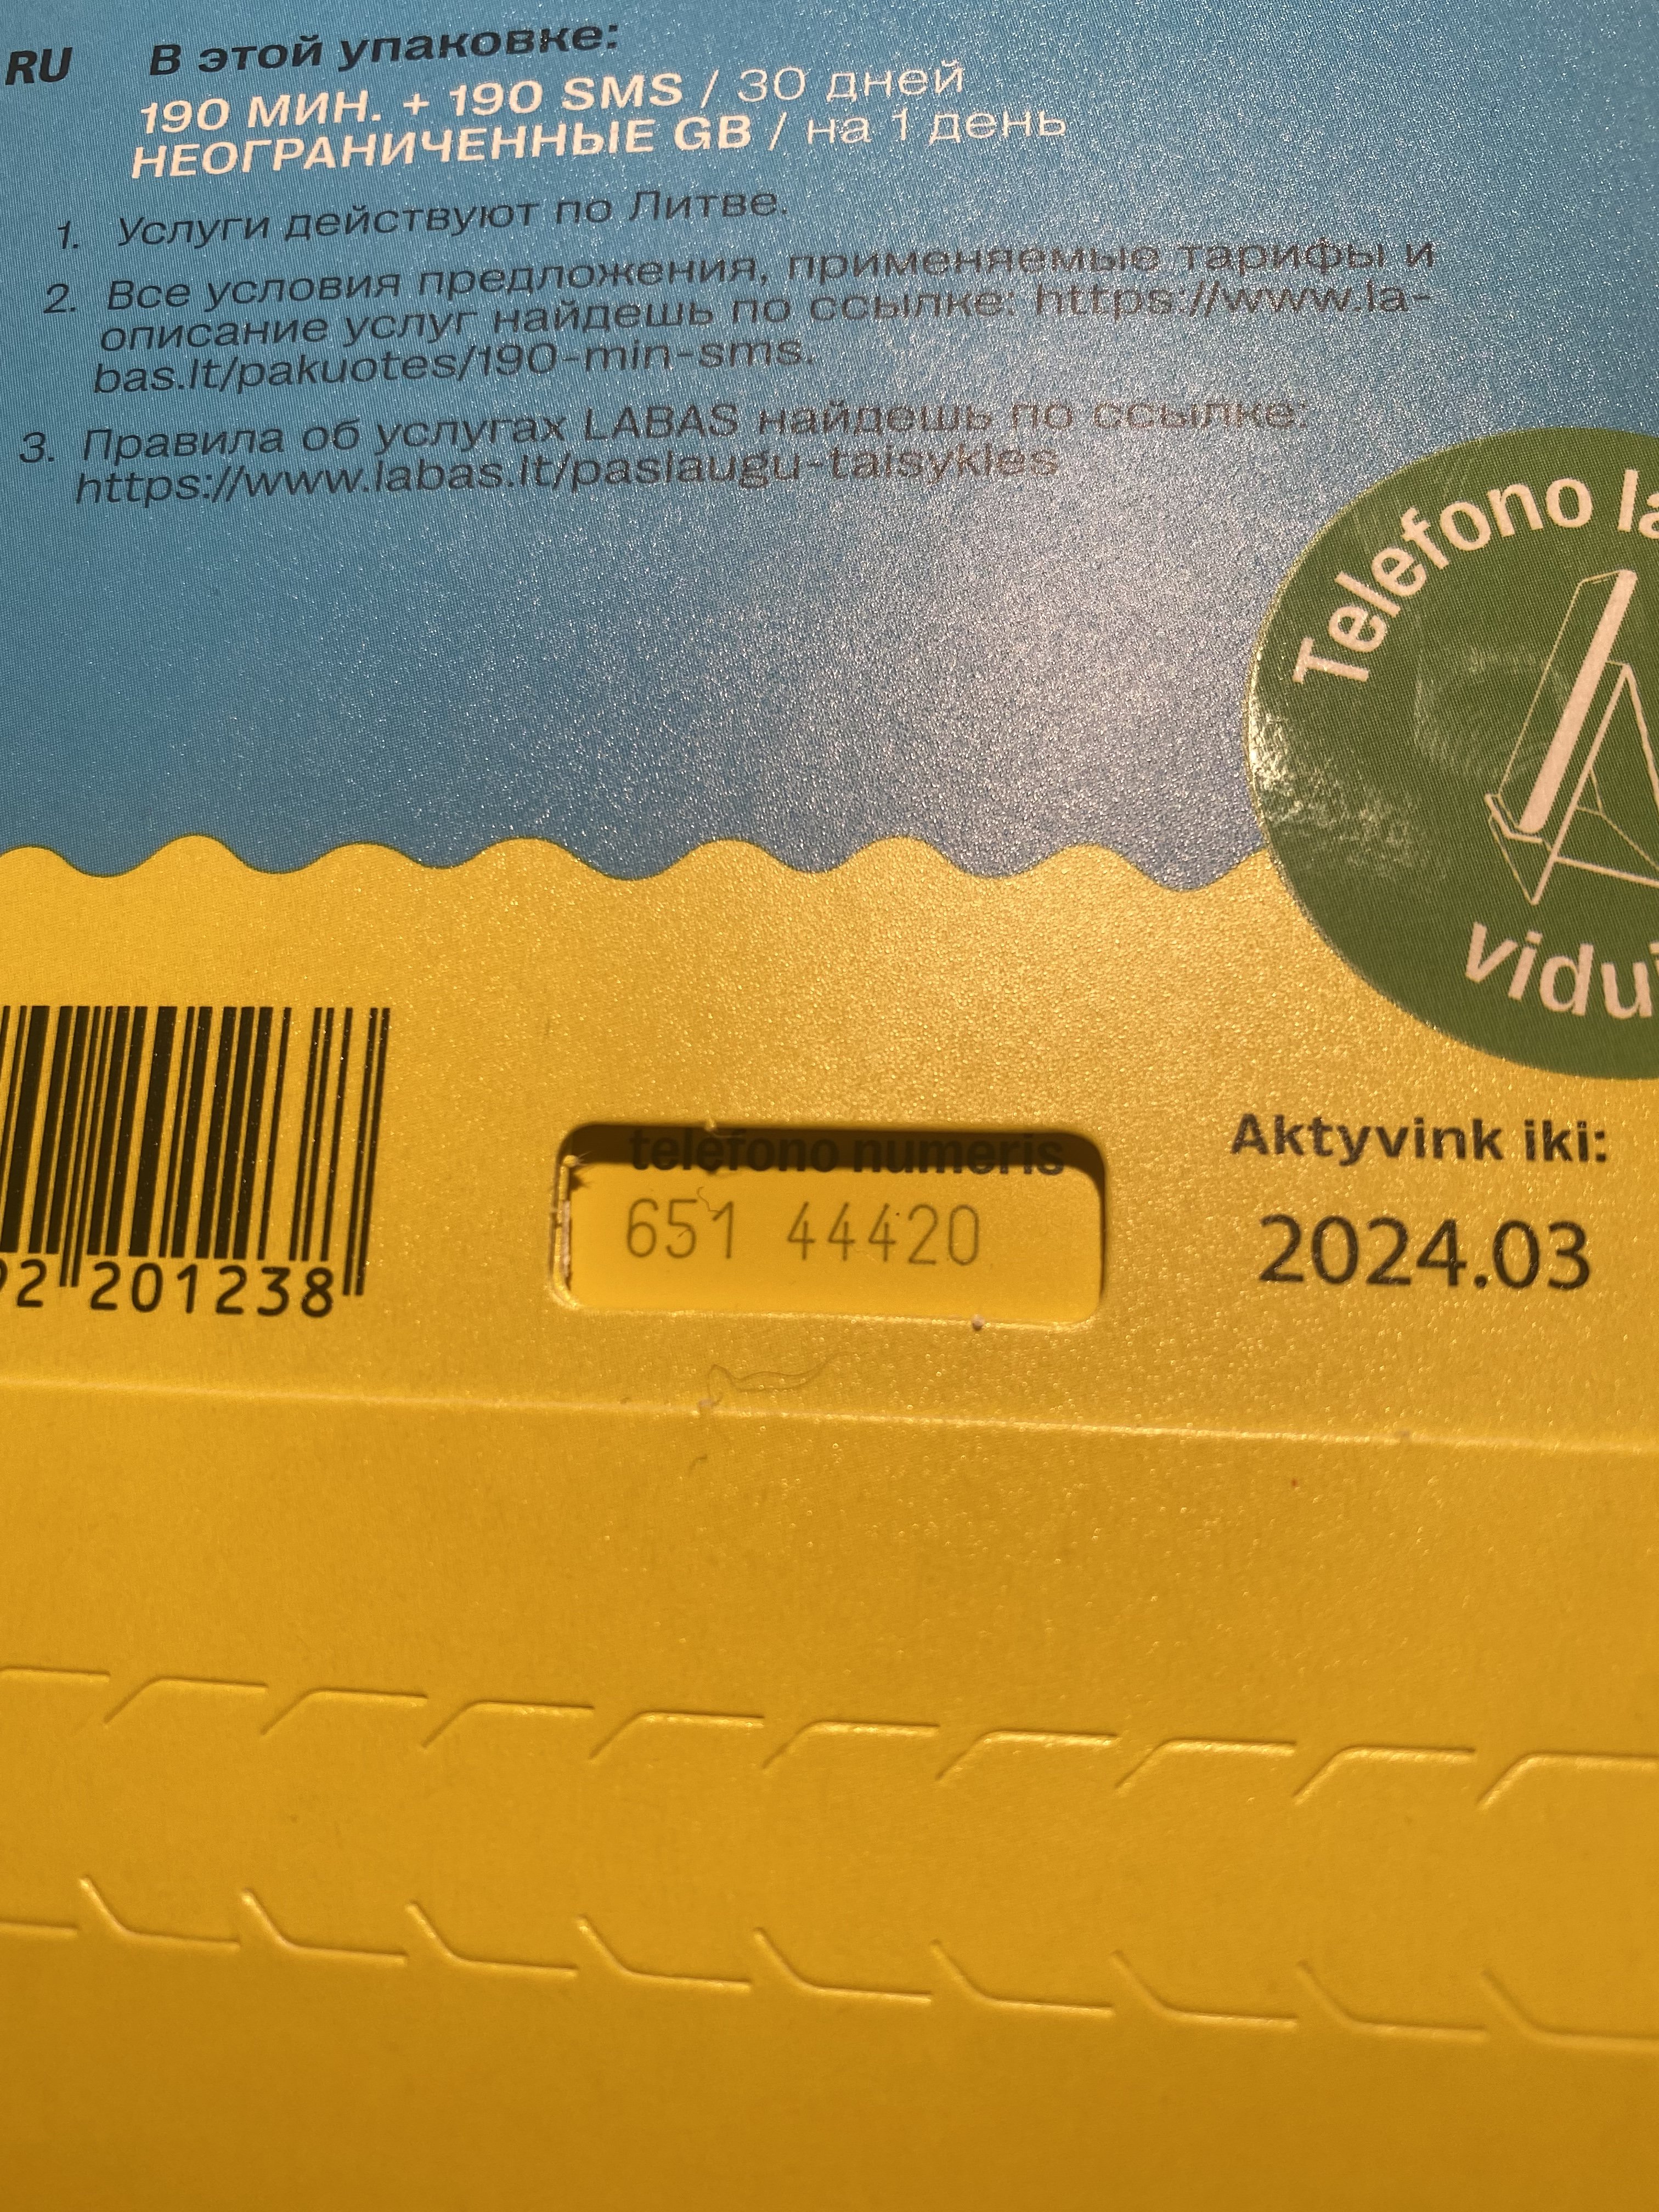 RU В этой упаковке:
190 МИН. + 190 SMS / 30 дней
НЕОГРАНИЧЕННЫЕ GB / на 1 день
1. Услуги действуют по Литве.
2. Все условия предложения, применяемые тарифы и
описание услуг найдешь по ссылке: https://www.la-
bas.lt/pakuotes/190-min-sms.
3. Правила об услугах LABAS найдешь по ссылке:
https://www.labas.lt/paslaugu-taisykles
Telefono la
vidu
telefono numeris
651 44420
Aktyvink iki:
2024.03
2 201238